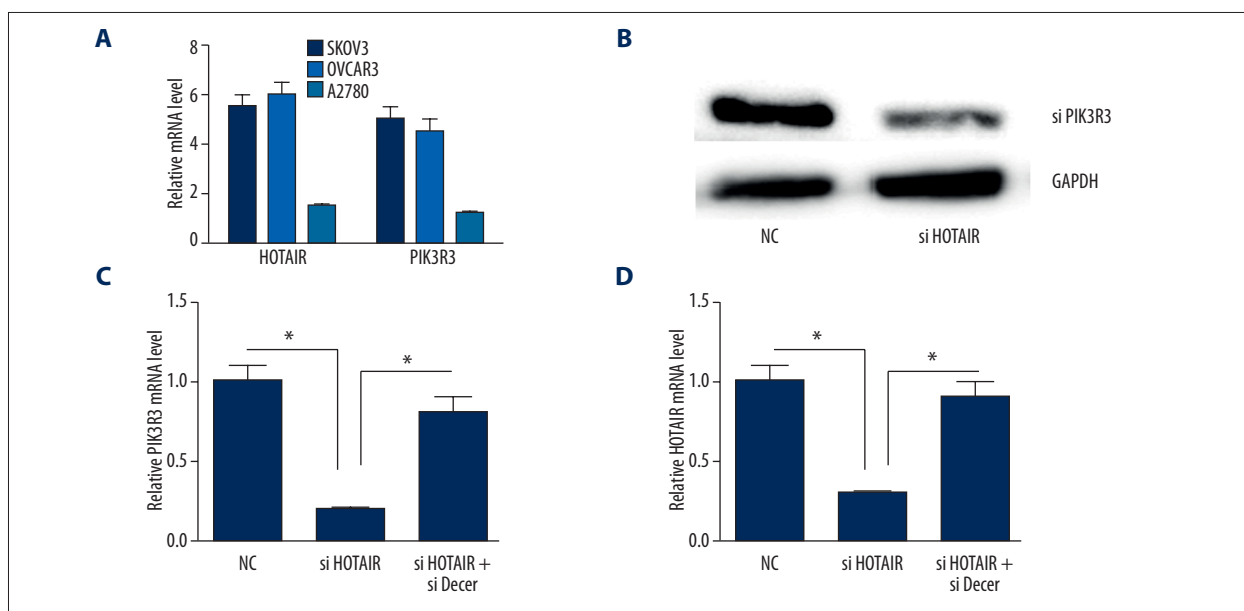 A
Relative mRNA level
8
6
4
2
0
SKOV3
OVCAR3
A2780
HOTAIR
PIK3R3
B
si PIK3R3
GAPDH
NC
si HOTAIR
C
Relative PIK3R3 mRNA level
1.5
1.0
0.5
0.0
*
*
NC
si HOTAIR
si HOTAIR +
si Decer
D
Relative HOTAIR mRNA level
1.5
1.0
0.5
0.0
*
*
NC
si HOTAIR
si HOTAIR +
si Decer